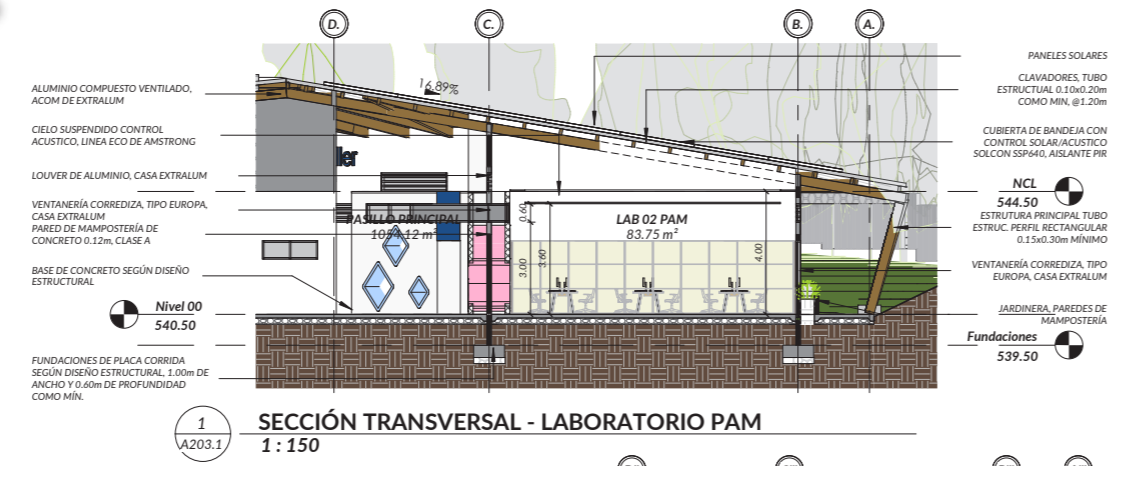 D.
C.
B.
A.
ALUMINIO COMPUESTO VENTILADO,
ACOM DE EXTRALUM
CIELO SUSPENDIDO CONTROL
ACUSTICO, LINEA ECO DE AMSTRONG
LOUVER DE ALUMINIO, CASA EXTRALUM
VENTANERÍA CORREDIZA, TIPO EUROPA,
CASA EXTRALUM
PARED DE MAMPOSTERÍA DE
CONCRETO 0.12m, CLASE A
BASE DE CONCRETO SEGÚN DISEÑO
ESTRUCTURAL
Nivel 00
540.50
FUNDACIONES DE PLACA CORRIDA
SEGÚN DISEÑO ESTRUCTURAL, 1.00m DE
ANCHO Y 0.60m DE PROFUNDIDAD
COMO MÍN.
16.89%
ller
PASILLO PRINCIPAL
1054.12 m²
0.60
3.00
3.60
LAB 02 PAM
83.75 m²
4.00
PANELES SOLARES
CLAVADORES, TUBO
ESTRUCTUAL 0.10x0.20m
COMO MIN, @1.20m
CUBIERTA DE BANDEJA CON
CONTROL SOLAR/ACUSTICO
SOLCON SSP640, AISLANTE PIR
NCL
544.50
ESTRUTURA PRINCIPAL TUBO
ESTRUC. PERFIL RECTANGULAR
0.15x0.30m MÍNIMO
VENTANERÍA CORREDIZA, TIPO
EUROPA, CASA EXTRALUM
JARDINERA, PAREDES DE
MAMPOSTERÍA
Fundaciones
539.50
1
A203.1
SECCIÓN TRANSVERSAL - LABORATORIO PAM
1 : 150